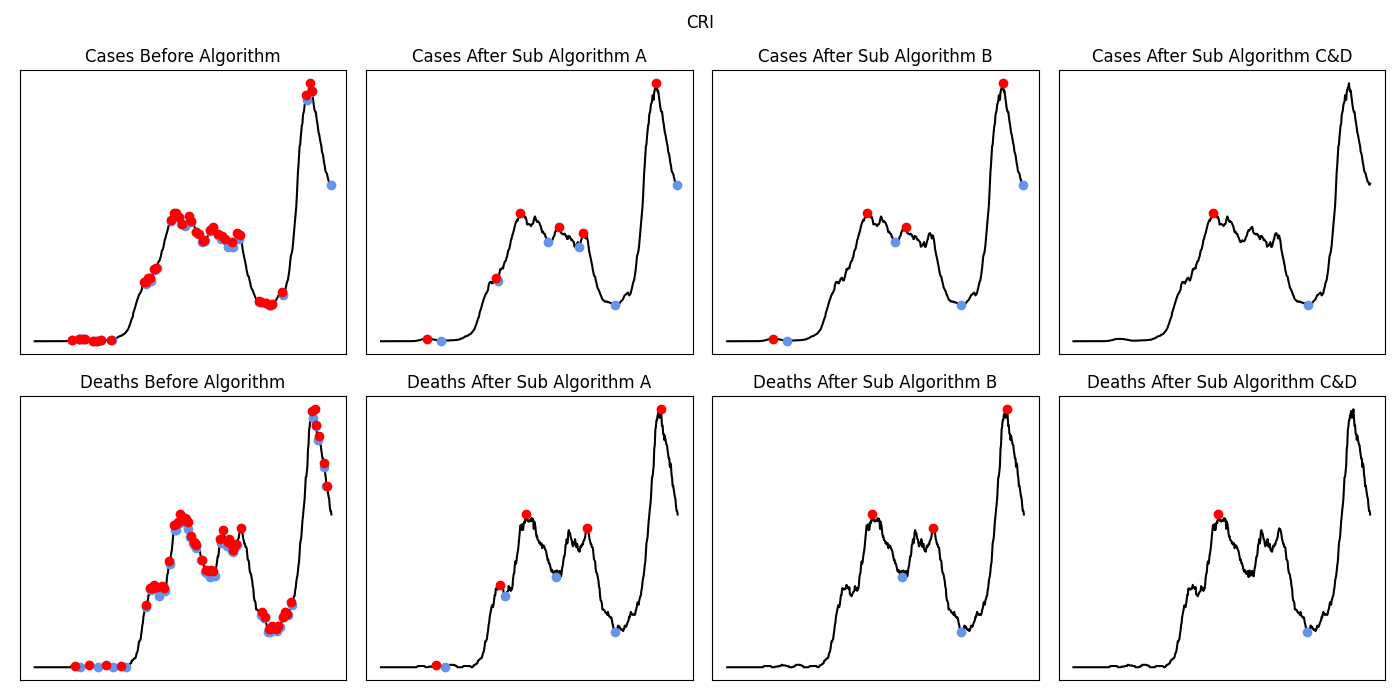 CRI
Cases Before Algorithm
Cases After Sub Algorithm A
Cases After Sub Algorithm B
Cases After Sub Algorithm C&D
Deaths Before Algorithm
Deaths After Sub Algorithm A
Deaths After Sub Algorithm B
Deaths After Sub Algorithm C&D